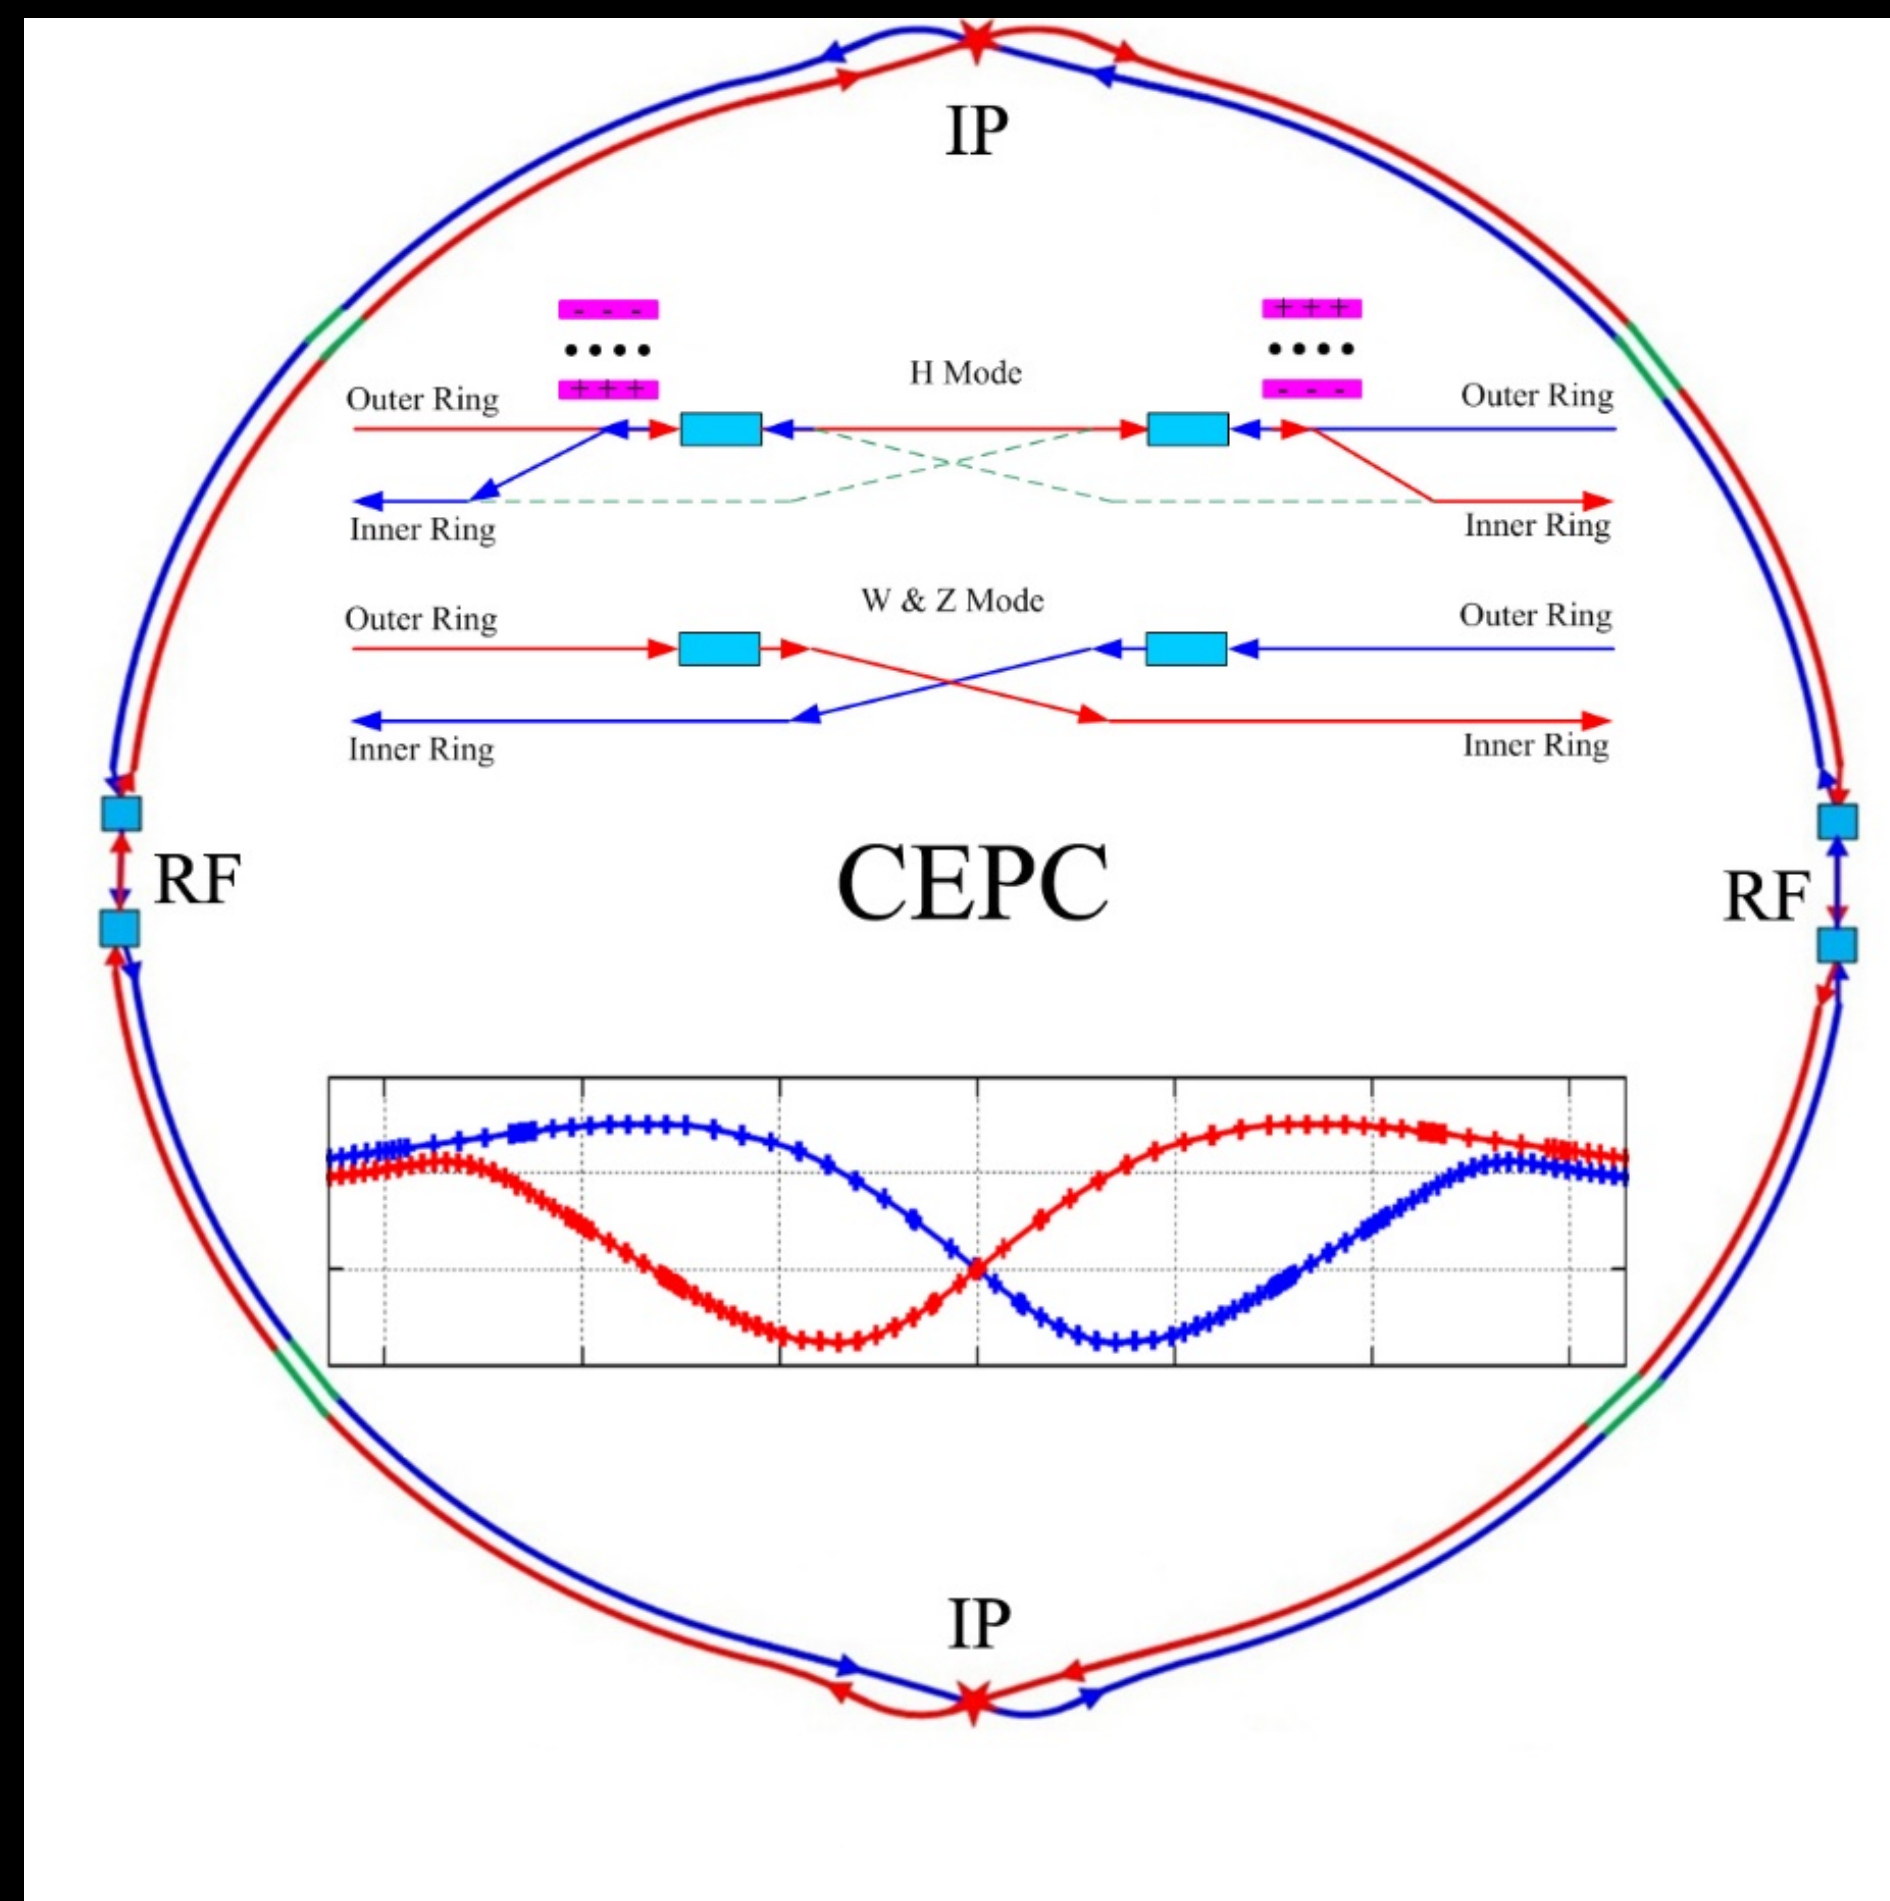 IP
- - -
+ + +
+ + +
- - -
H Mode
Outer Ring
Outer Ring
Inner Ring
Inner Ring
W & Z Mode
Outer Ring
Outer Ring
Inner Ring
Inner Ring
RF
CEPC
RF
IP